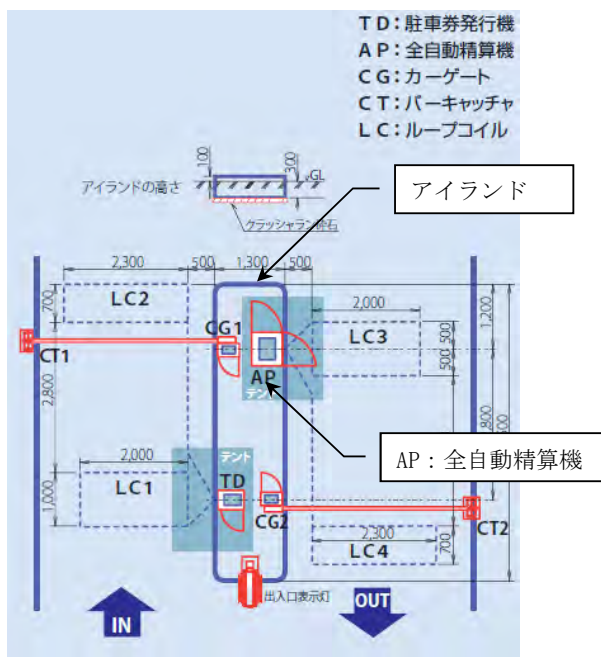 TD：駐車券発行機
AP：全自動精算機
CG：カーゲート
CT：バーキャッチャ
LC：ループコイル
100
300
GL
アイランドの高さ
クラッシャラン砕石
アイランド
2,300
500
1,300
500
700
LC2
2,000
1,200
CG1
LC3
500
500
CT1
AP
テント
2,800
AP：全自動精算機
テント
2,000
LC1
1,000
TD
CG2
CT2
2,300
LC4
700
出入口表示灯
IN
OUT